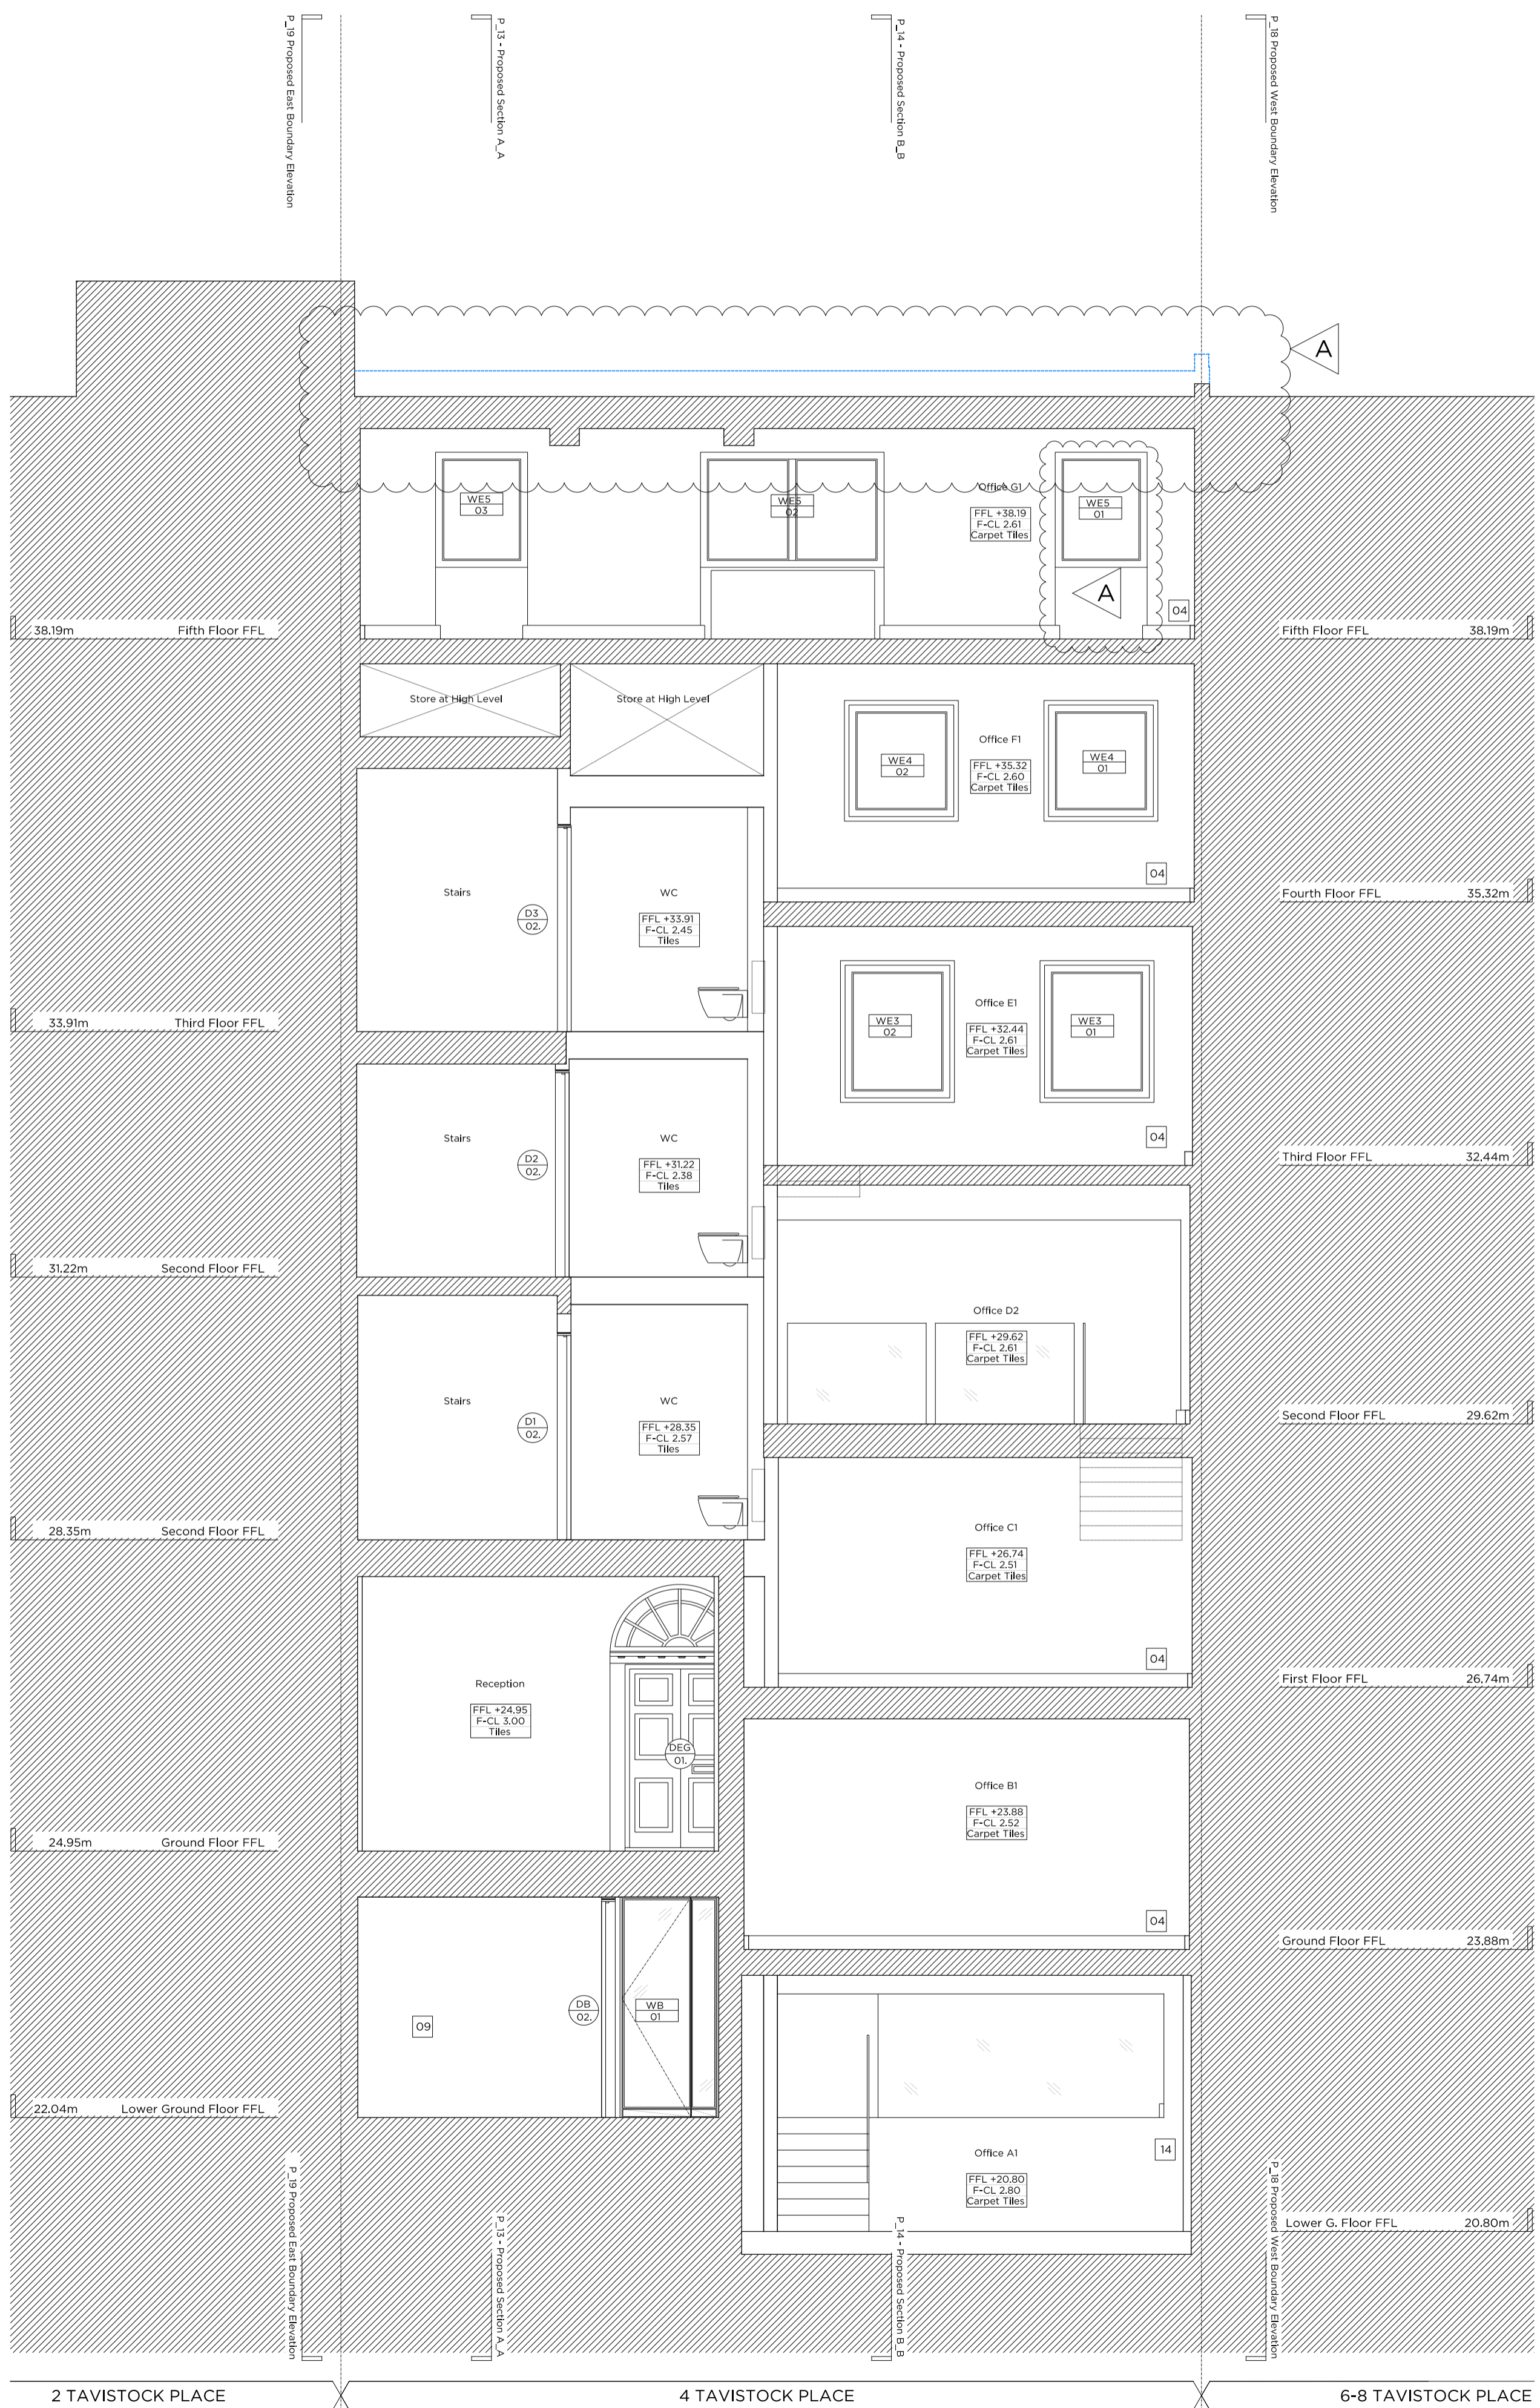 P_19 Proposed East Boundary Elevation
P_13 - Proposed Section A_A
P_14 - Proposed Section B_B
P_18 Proposed West Boundary Elevation
A
Office G1
WE5
03
WE5
02
FFL +38.19
F-CL 2.61
Carpet Tiles
WE5
01
A
04
38.19m Fifth Floor FFL
Fifth Floor FFL 38.19m
Store at High Level
Store at High Level
Office F1
WE4
02
FFL +35.32
F-CL 2.60
Carpet Tiles
WE4
01
04
Stairs
D3
02.
WC
FFL +33.91
F-CL 2.45
Tiles
Fourth Floor FFL 35.32m
33.91m Third Floor FFL
Office E1
WE3
02
FFL +32.44
F-CL 2.61
Carpet Tiles
WE3
01
04
Stairs
D2
02.
WC
FFL +31.22
F-CL 2.38
Tiles
Third Floor FFL 32.44m
31.22m Second Floor FFL
Office D2
FFL +29.62
F-CL 2.61
Carpet Tiles
Stairs
D1
02.
WC
FFL +28.35
F-CL 2.57
Tiles
Second Floor FFL 29.62m
28.35m Second Floor FFL
Office C1
FFL +26.74
F-CL 2.51
Carpet Tiles
04
Reception
FFL +24.95
F-CL 3.00
Tiles
DEG
01.
First Floor FFL 26.74m
Office B1
FFL +23.88
F-CL 2.52
Carpet Tiles
04
24.95m Ground Floor FFL
Ground Floor FFL 23.88m
09
DB
02.
WB
01
22.04m Lower Ground Floor FFL
14
Office A1
FFL +20.80
F-CL 2.80
Carpet Tiles
Lower G. Floor FFL 20.80m
P_19 Proposed East Boundary Elevation
P_13 - Proposed Section A_A
P_14 - Proposed Section B_B
P_18 Proposed West Boundary Elevation
2 TAVISTOCK PLACE
4 TAVISTOCK PLACE
6-8 TAVISTOCK PLACE